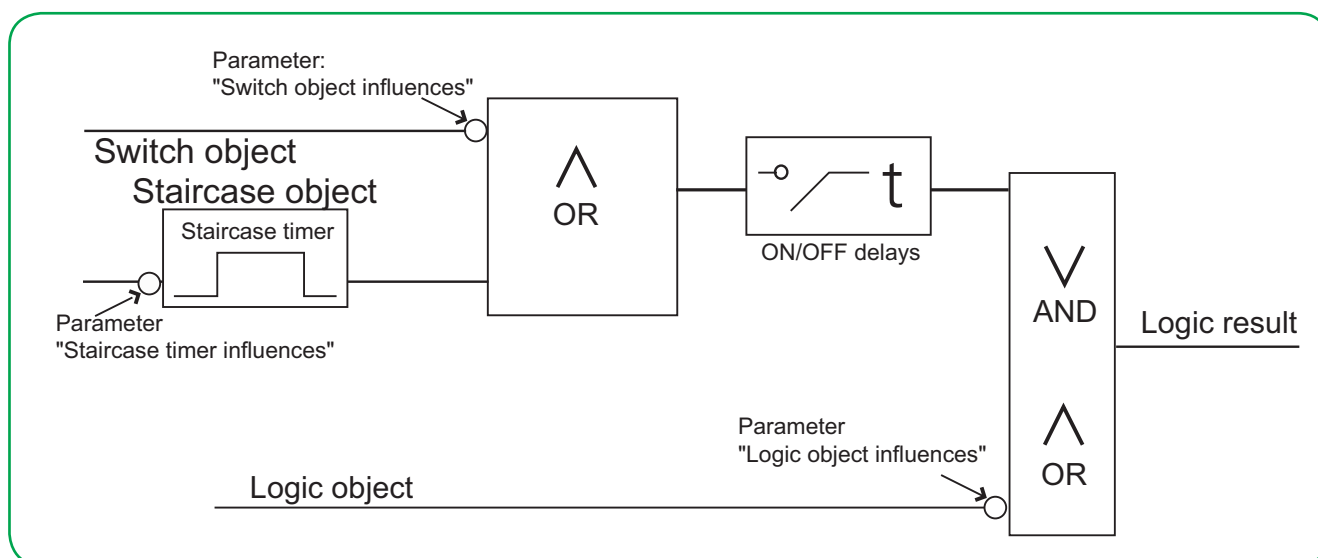 Parameter:
"Switch object influences"
Switch object
Staircase object
Staircase timer
Parameter
"Staircase timer influences"
OR
t
ON/OFF delays
AND
OR
Logic result
Parameter
"Logic object influences"
Logic object